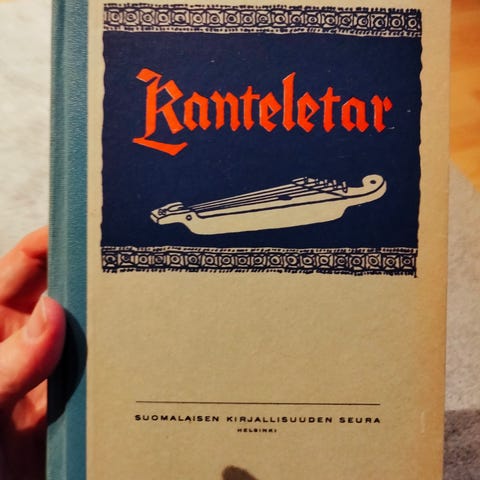 Kanteletar
SUOMALAISEN KIRJALLISUUDEN SEURA
HELSINKI